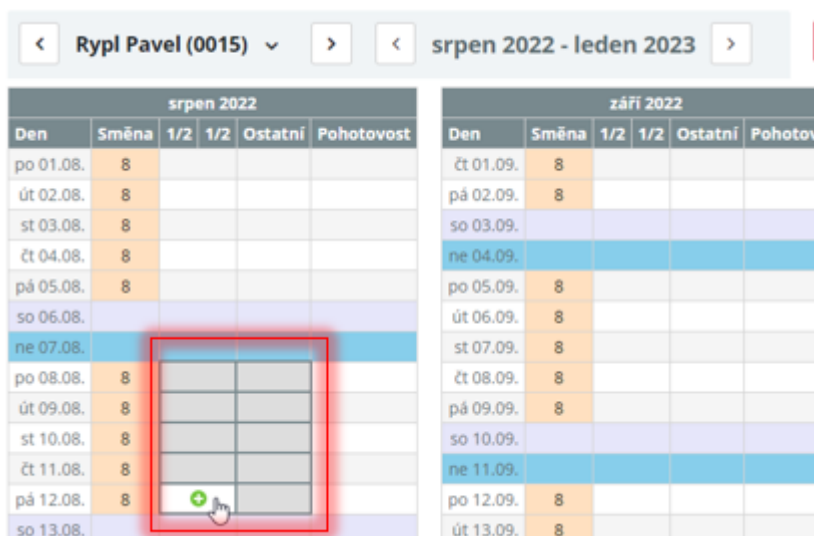 Rypl Pavel (0015) srpen 2022 - leden 2023
srpen 2022
Den Směna 1/2 1/2 Ostatní Pohotovost
po 01.08. 8
út 02.08. 8
st 03.08. 8
čt 04.08. 8
pá 05.08. 8
so 06.08.
ne 07.08.
po 08.08. 8
út 09.08. 8
st 10.08. 8
čt 11.08. 8
pá 12.08. 8
so 13.08.
září 2022
Den Směna 1/2 1/2 Ostatní Pohotov
čt 01.09. 8
pá 02.09. 8
so 03.09.
ne 04.09.
po 05.09. 8
út 06.09. 8
st 07.09. 8
čt 08.09. 8
pá 09.09. 8
so 10.09.
ne 11.09.
po 12.09. 8
út 13.09. 8